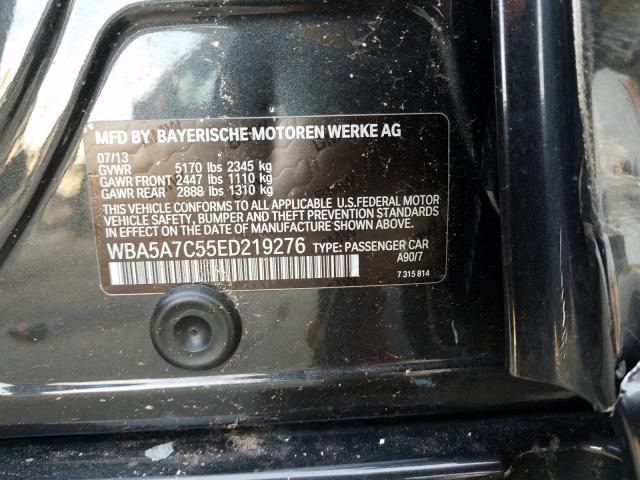 MFD BY BAYERISCHE MOTOREN WERKE AG
07/13
GVWR 5170 lbs 2345 kg
GAWR FRONT 2447 lbs 1110 kg
GAWR REAR 2888 lbs 1310 kg
THIS VEHICLE CONFORMS TO ALL APPLICABLE U.S.FEDERAL MOTOR
VEHICLE SAFETY, BUMPER AND THEFT PREVENTION STANDARDS
IN EFFECT ON THE DATE OF MANUFACTURE SHOWN ABOVE.
WBA5A7C55ED219276 TYPE: PASSENGER CAR
A90/7
7 315 814